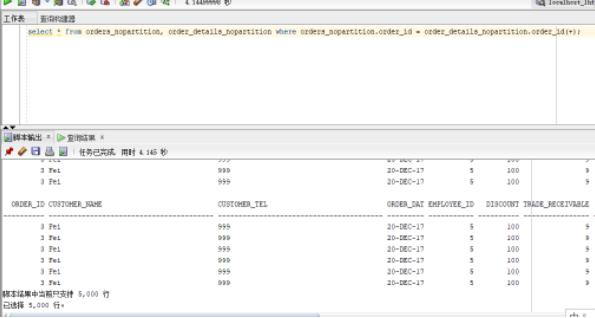 4.14499998 秒
localhost_lht
工作表 查询构建器
select * from orders_nopartition, order_details_nopartition where orders_nopartition.order_id = order_details_nopartition.order_id(+);
脚本输出 × 查询结果 ×
任务已完成, 用时 4.145 秒
3 Fei 999 20-DEC-17 5 100 9
3 Fei 999 20-DEC-17 5 100 9
3 Fei 999 20-DEC-17 5 100 9
ORDER_ID CUSTOMER_NAME CUSTOMER_TEL ORDER_DAT EMPLOYEE_ID DISCOUNT TRADE_RECEIVABLE
3 Fei 999 20-DEC-17 5 100 9
3 Fei 999 20-DEC-17 5 100 9
3 Fei 999 20-DEC-17 5 100 9
3 Fei 999 20-DEC-17 5 100 9
3 Fei 999 20-DEC-17 5 100 9
3 Fei 999 20-DEC-17 5 100 9
脚本结果中当前只支持 5,000 行
已选择 5,000 行。
中